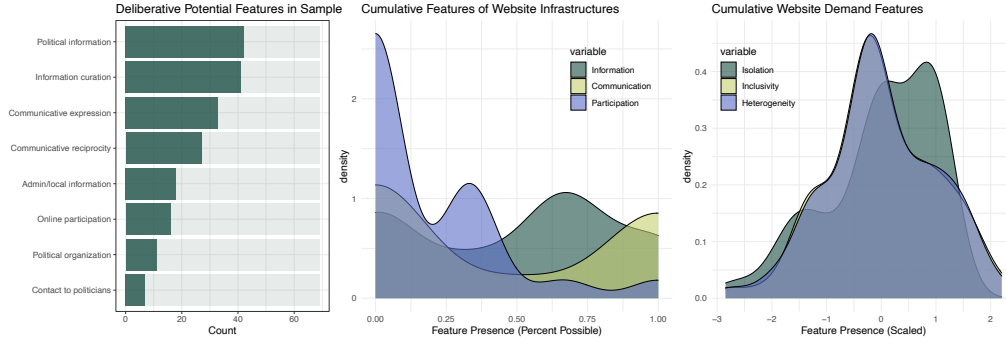 Deliberative Potential Features in Sample
Political information
Information curation
Communicative expression
Communicative reciprocity
Admin/local information
Online participation
Political organization
Contact to politicians
0 20 40 60
Count
Cumulative Features of Website Infrastructures
variable
Information
Communication
Participation
density
2
1
0
0.00 0.25 0.50 0.75 1.00
Feature Presence (Percent Possible)
Cumulative Website Demand Features
variable
Isolation
Inclusivity
Heterogeneity
density
0.4
0.3
0.2
0.1
0.0
−3 −2 −1 0 1 2
Feature Presence (Scaled)